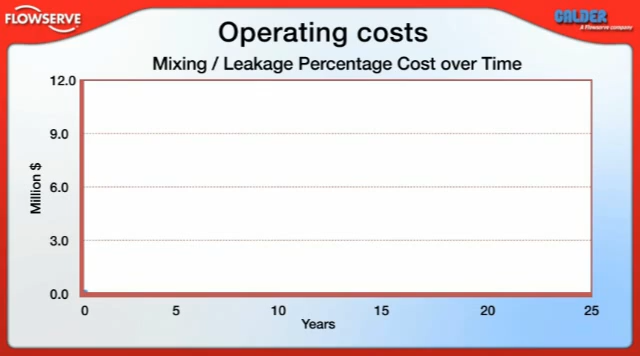 FLOWSERVE
CALDER
A Flowserve company
Operating costs
Mixing / Leakage Percentage Cost over Time
12.0
9.0
6.0
3.0
0.0
Million $
0 5 10 15 20 25
Years